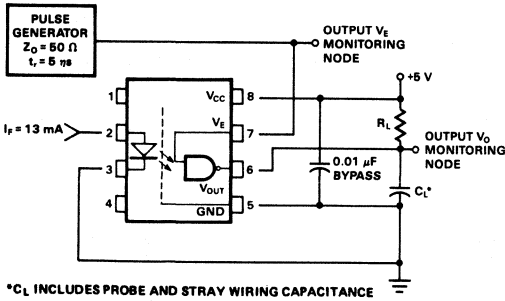 PULSE
GENERATOR
Z₀ = 50 Ω
tᵣ = 5 ηs
OUTPUT V_E
MONITORING
NODE
+5 V
1
V_CC
8
R_L
I_F = 13 mA
2
V_E
7
OUTPUT V_O
MONITORING
NODE
3
6
0.01 μF
BYPASS
V_OUT
C_L*
4
GND
5
*C_L INCLUDES PROBE AND STRAY WIRING CAPACITANCE